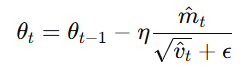 θ_t = θ_{t−1} − η \frac{\hat{m}_t}{\sqrt{\hat{v}_t} + ϵ}